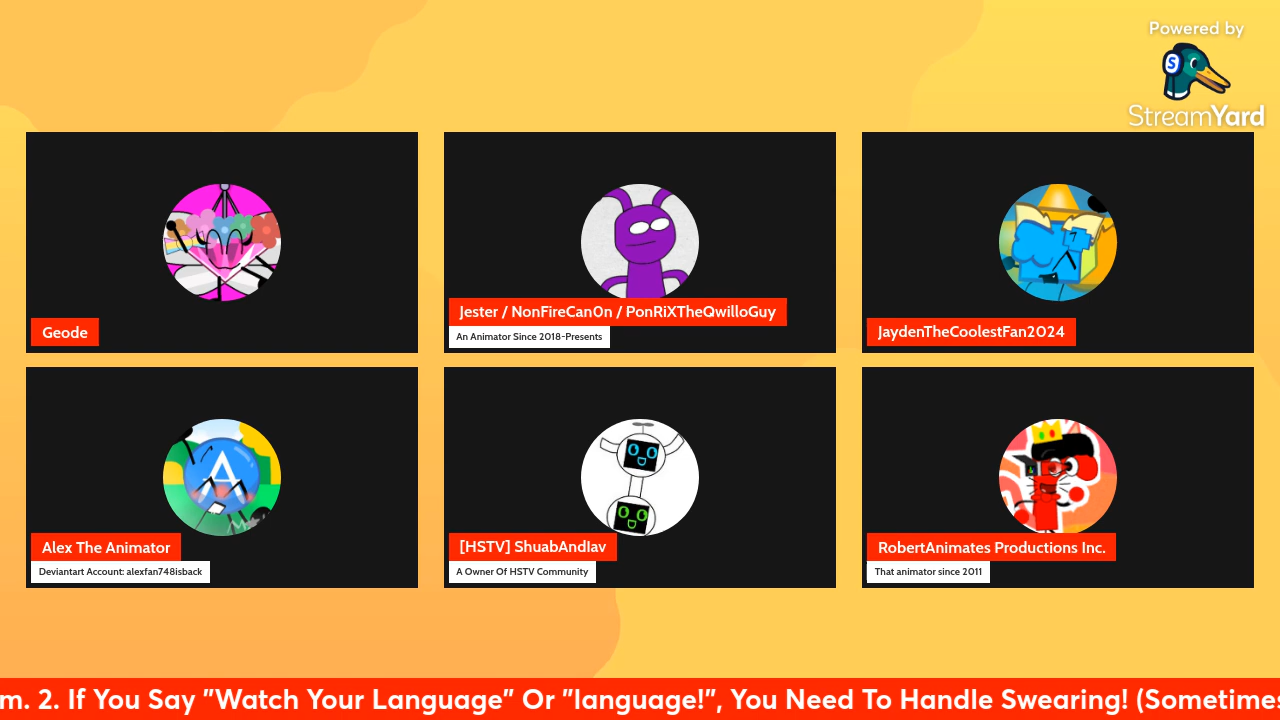 Powered by
S
StreamYard
Geode
Jester / NonFireCan0n / PonRiXTheQwilloGuy
An Animator Since 2018-Presents
JaydenTheCoolestFan2024
A
Alex The Animator
Deviantart Account: alexfan748isback
[HSTV] ShuabAndIav
A Owner Of HSTV Community
RobertAnimates Productions Inc.
That animator since 2011
m. 2. If You Say "Watch Your Language" Or "language!", You Need To Handle Swearing! (Sometimes